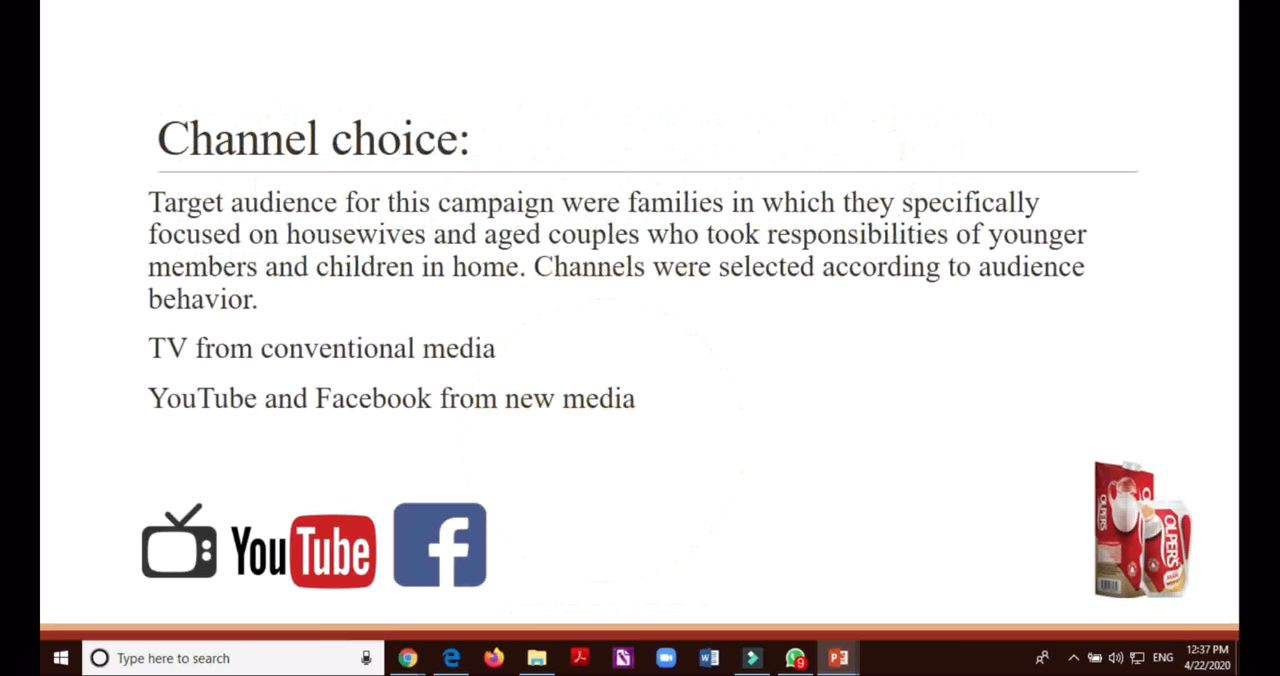 Channel choice:
Target audience for this campaign were families in which they specifically
focused on housewives and aged couples who took responsibilities of younger
members and children in home. Channels were selected according to audience
behavior.
TV from conventional media
YouTube and Facebook from new media
YouTube
f
OLPERS
OLPERS
Type here to search
9
ENG
12:37 PM
4/22/2020